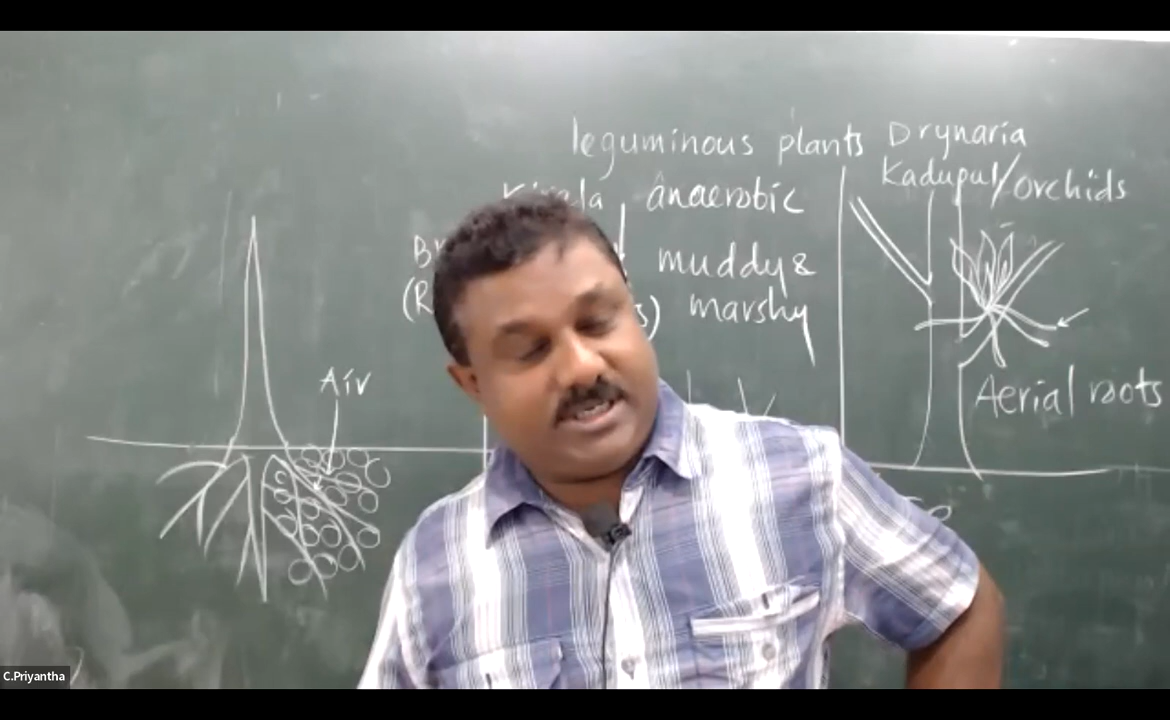 leguminous plants
anaerobic
muddy &
marshy
Air
Drynaria
Kadupul/orchids
Aerial roots
C.Priyantha